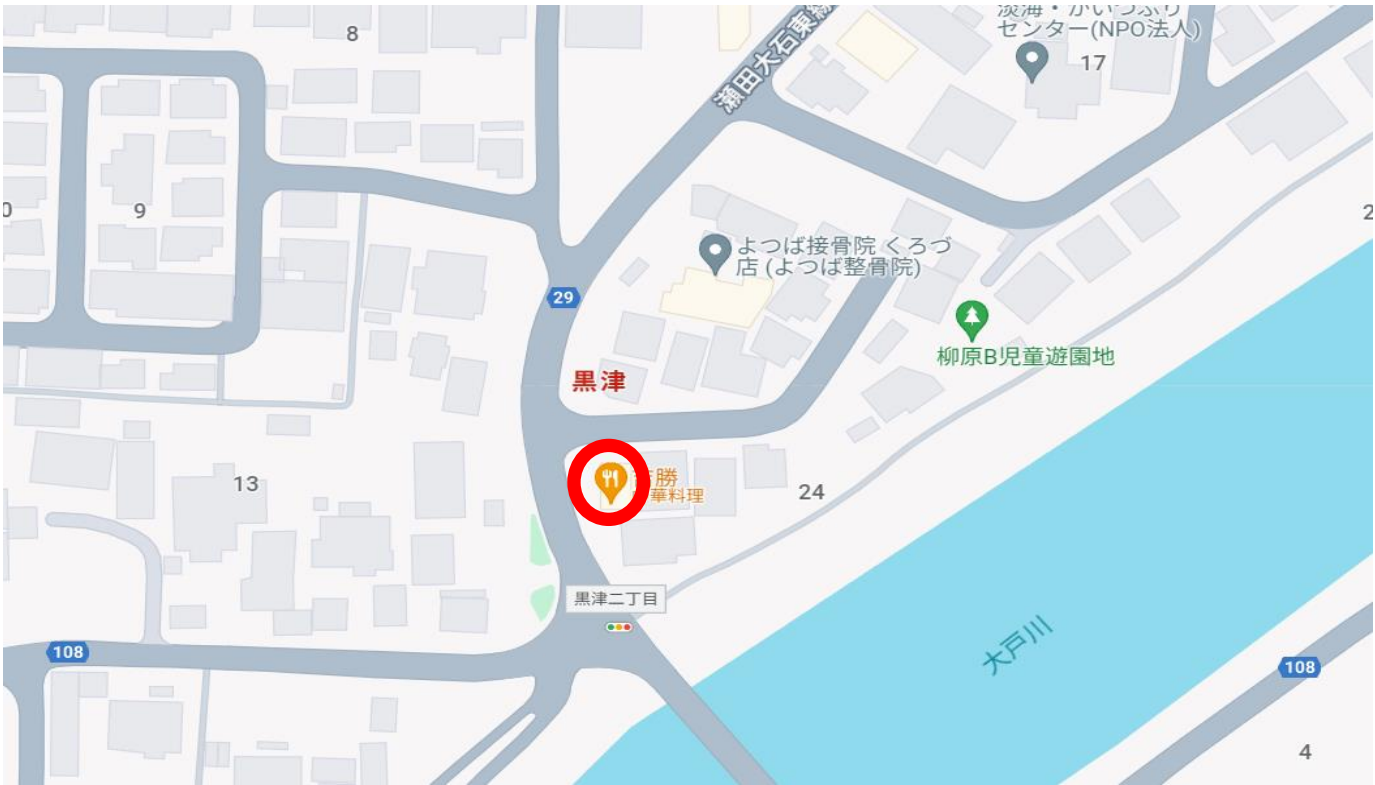 淡海・かいつぶり
センター(NPO法人)
17
8
瀬田大石東線
9
よつば接骨院 くろづ
店 (よつば整骨院)
29
柳原B児童遊園地
黒津
勝
華料理
13
24
黒津二丁目
大戸川
108
108
4